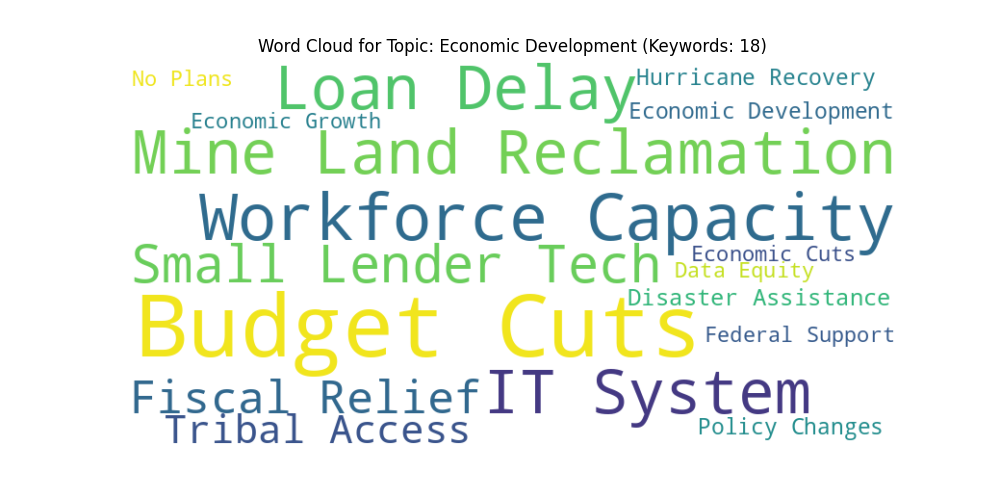 Word Cloud for Topic: Economic Development (Keywords: 18)
No Plans
Loan Delay
Hurricane Recovery
Economic Development
Economic Growth
Mine Land Reclamation
Workforce Capacity
Small Lender Tech
Economic Cuts
Data Equity
Disaster Assistance
Budget Cuts
Federal Support
Fiscal Relief
IT System
Tribal Access
Policy Changes